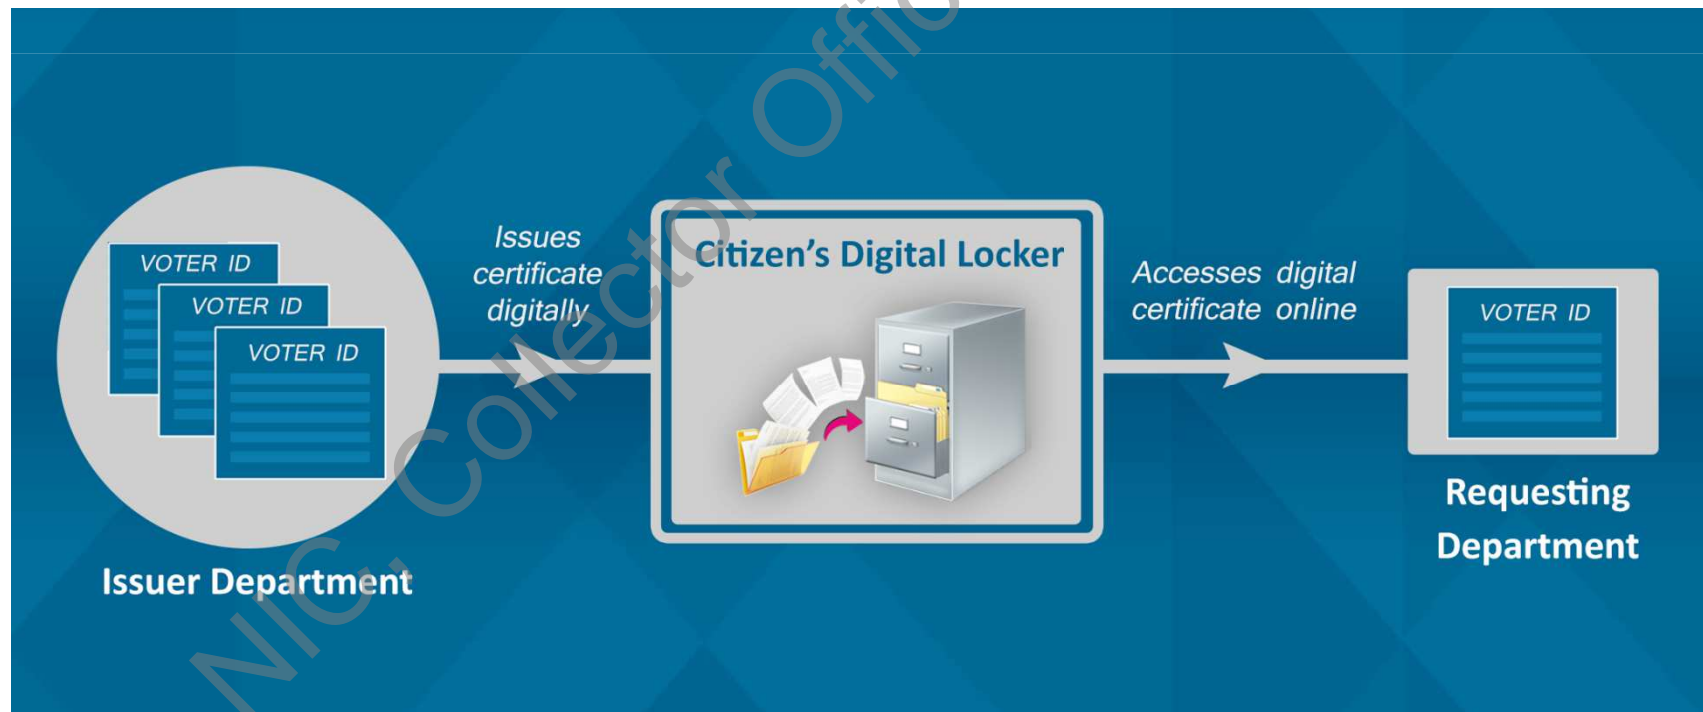 VOTER ID
VOTER ID
VOTER ID
Issuer Department
Issues
certificate
digitally
Citizen's Digital Locker
Accesses digital
certificate online
VOTER ID
Requesting
Department
NIC, Collector